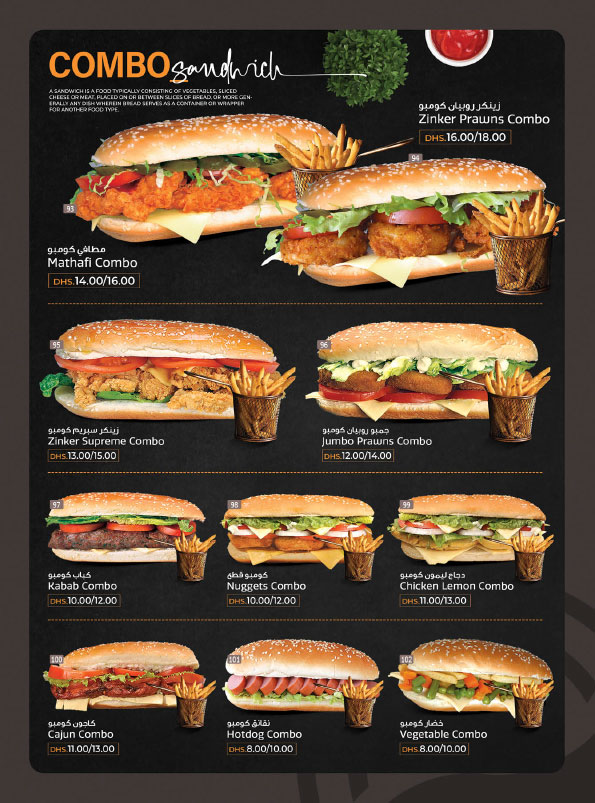 COMBO sandwich
A SANDWICH IS A FOOD TYPICALLY CONSISTING OF VEGETABLES, SLICED
CHEESE OR MEAT, PLACED ON OR BETWEEN SLICES OF BREAD, OR MORE GEN-
ERALLY ANY DISH WHEREIN BREAD SERVES AS A CONTAINER OR WRAPPER
FOR ANOTHER FOOD TYPE.
93
مطافي كومبو
Mathafi Combo
DHS.14.00/16.00
زينكر روبيان كومبو
Zinker Prawns Combo
DHS.16.00/18.00
94
95
زينكر سبريم كومبو
Zinker Supreme Combo
DHS.13.00/15.00
96
جمبو روبيان كومبو
Jumbo Prawns Combo
DHS.12.00/14.00
97
كباب كومبو
Kabab Combo
DHS.10.00/12.00
98
كومبو قطع
Nuggets Combo
DHS.10.00/12.00
99
دجاج ليمون كومبو
Chicken Lemon Combo
DHS.11.00/13.00
100
كاجون كومبو
Cajun Combo
DHS.11.00/13.00
101
نقانق كومبو
Hotdog Combo
DHS.8.00/10.00
102
خضار كومبو
Vegetable Combo
DHS.8.00/10.00